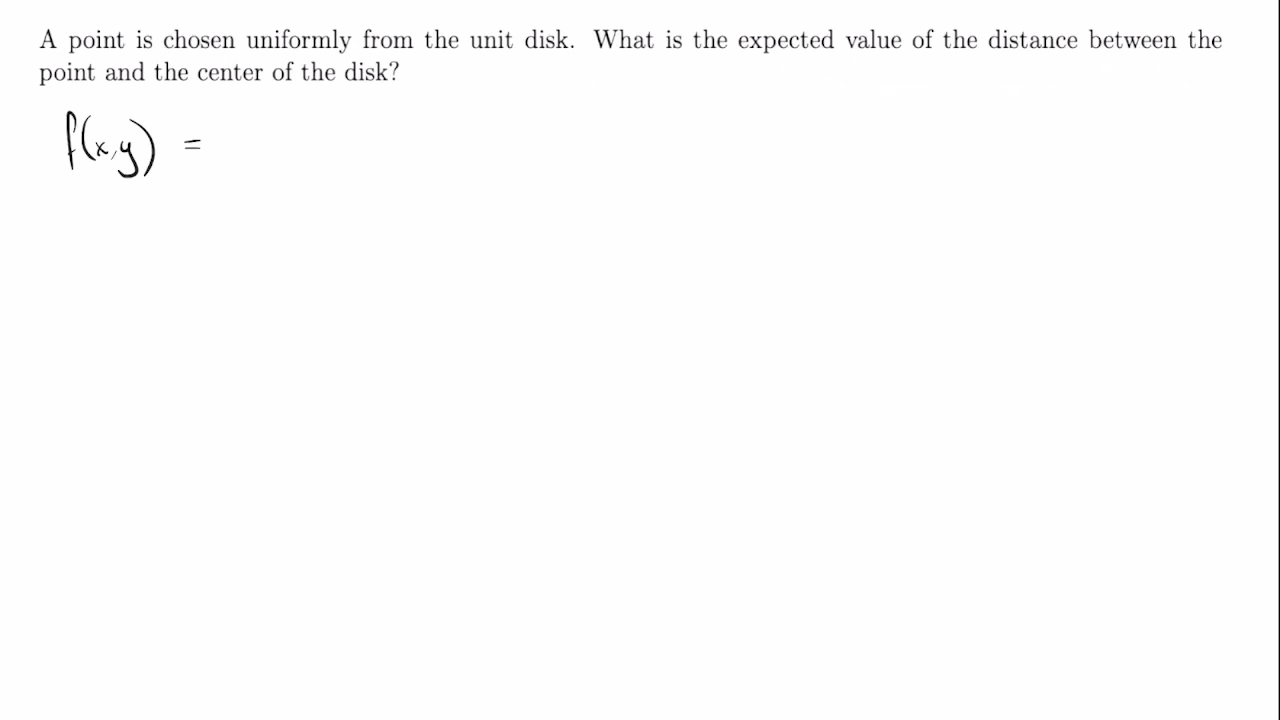 A point is chosen uniformly from the unit disk. What is the expected value of the distance between the
point and the center of the disk?
f(x,y) =